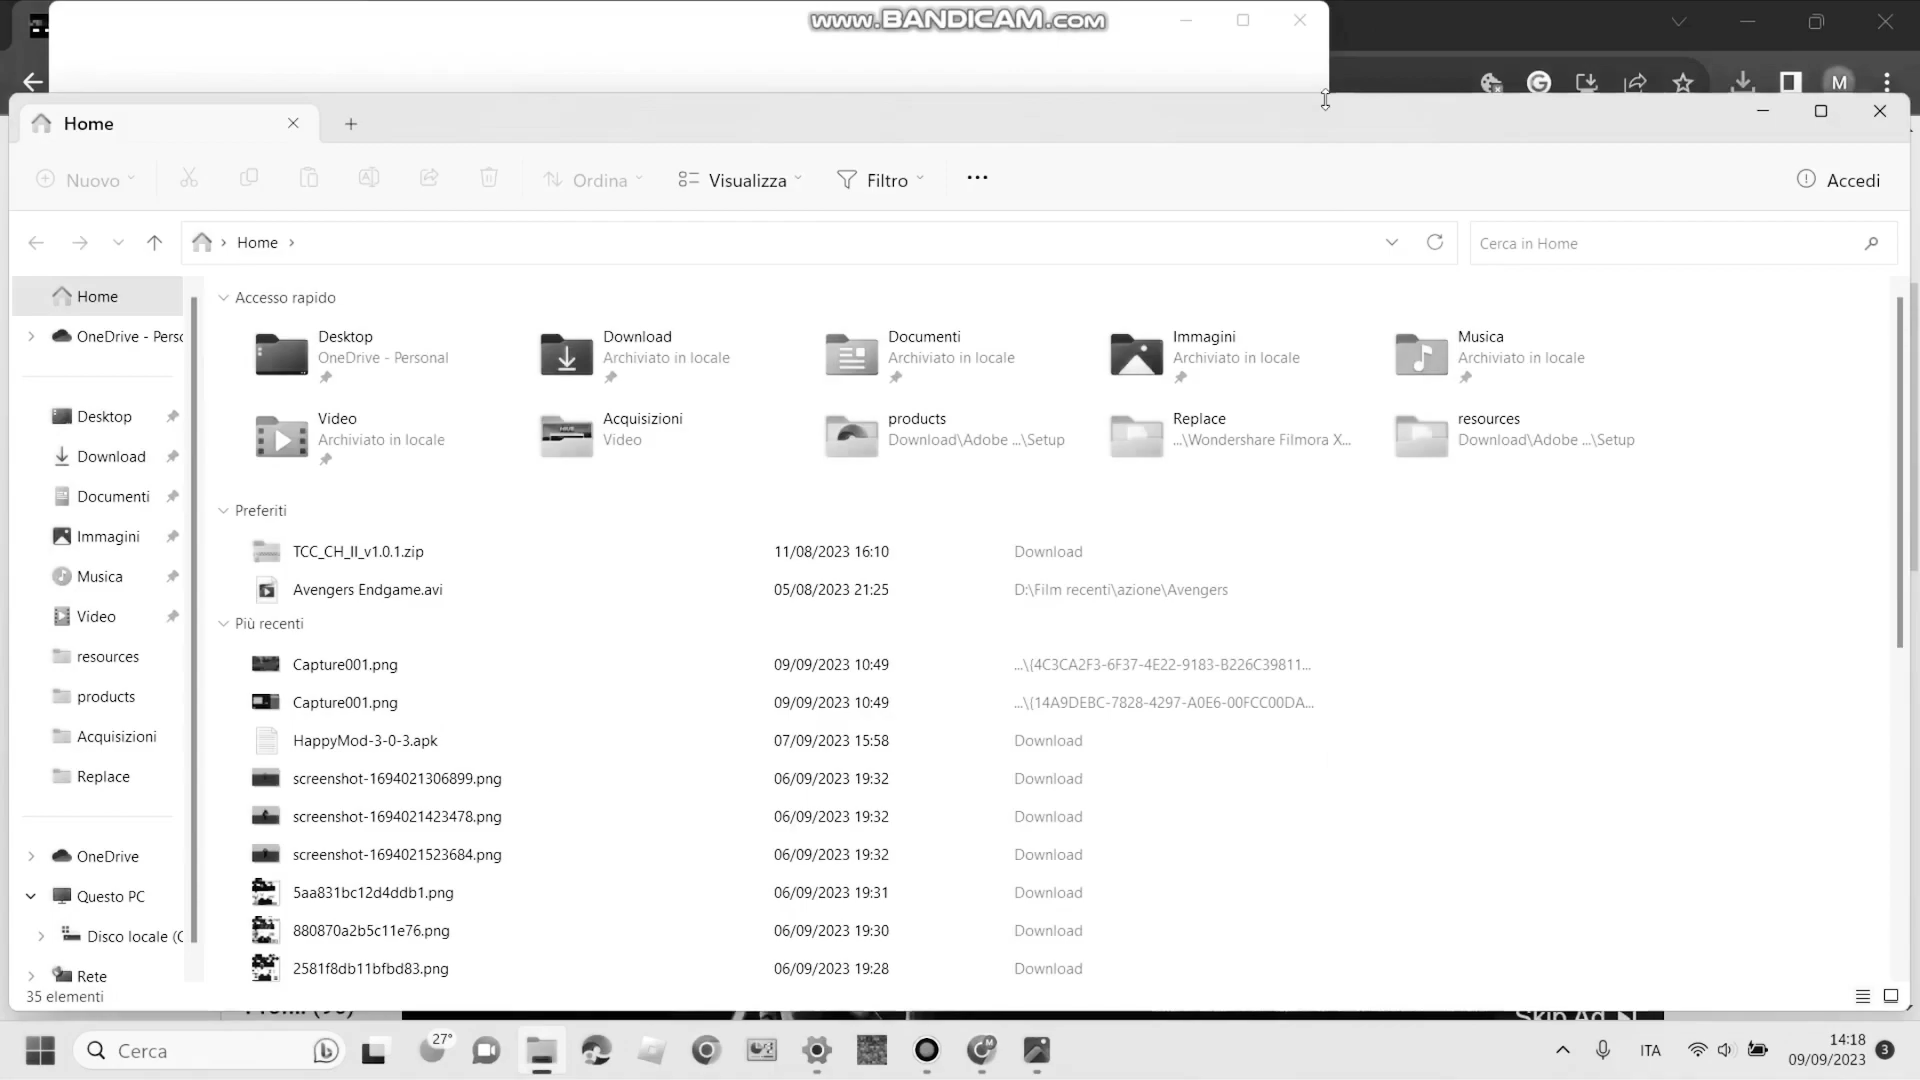 www.BANDICAM.com
M
Home
Nuovo
Ordina
Visualizza
Filtro
Accedi
Home
Cerca in Home
Home
OneDrive - Perso
Desktop
Download
Documenti
Immagini
Musica
Video
resources
products
Acquisizioni
Replace
OneDrive
Questo PC
Disco locale (C
Rete
35 elementi
Accesso rapido
Desktop
OneDrive - Personal
Download
Archiviato in locale
Documenti
Archiviato in locale
Immagini
Archiviato in locale
Musica
Archiviato in locale
Video
Archiviato in locale
Acquisizioni
Video
products
Download\Adobe ...\Setup
Replace
...\Wondershare Filmora X...
resources
Download\Adobe ...\Setup
Preferiti
TCC_CH_II_v1.0.1.zip 11/08/2023 16:10 Download
Avengers Endgame.avi 05/08/2023 21:25 D:\Film recenti\azione\Avengers
Più recenti
Capture001.png 09/09/2023 10:49 ...\{4C3CA2F3-6F37-4E22-9183-B226C39811...
Capture001.png 09/09/2023 10:49 ...\{14A9DEBC-7828-4297-A0E6-00FCC00DA...
HappyMod-3-0-3.apk 07/09/2023 15:58 Download
screenshot-1694021306899.png 06/09/2023 19:32 Download
screenshot-1694021423478.png 06/09/2023 19:32 Download
screenshot-1694021523684.png 06/09/2023 19:32 Download
5aa831bc12d4ddb1.png 06/09/2023 19:31 Download
880870a2b5c11e76.png 06/09/2023 19:30 Download
2581f8db11bfbd83.png 06/09/2023 19:28 Download
Skip Ad
Cerca
27°
ITA
14:18
09/09/2023
3